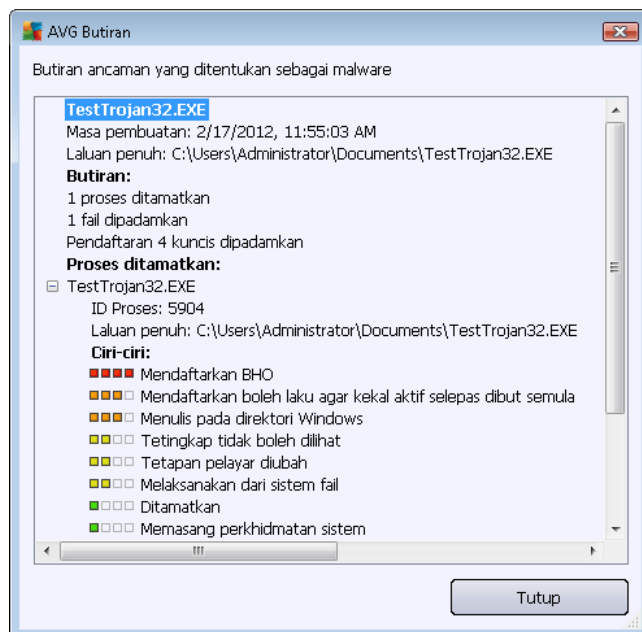 AVG Butiran
Butiran ancaman yang ditentukan sebagai malware
TestTrojan32.EXE
Masa pembuatan: 2/17/2012, 11:55:03 AM
Laluan penuh: C:\Users\Administrator\Documents\TestTrojan32.EXE
Butiran:
1 proses ditamatkan
1 fail dipadamkan
Pendaftaran 4 kuncis dipadamkan
Proses ditamatkan:
TestTrojan32.EXE
ID Proses: 5904
Laluan penuh: C:\Users\Administrator\Documents\TestTrojan32.EXE
Ciri-ciri:
Mendaftarkan BHO
Mendaftarkan boleh laku agar kekal aktif selepas dibut semula
Menulis pada direktori Windows
Tetingkap tidak boleh dilihat
Tetapan pelayar diubah
Melaksanakan dari sistem fail
Ditamatkan
Memasang perkhidmatan sistem
Tutup